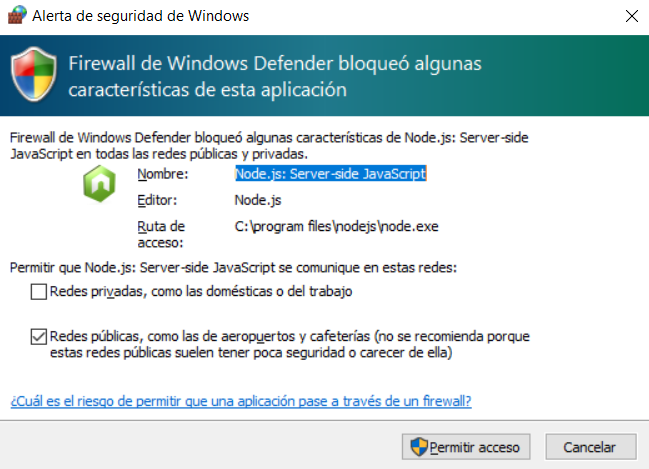 Alerta de seguridad de Windows
Firewall de Windows Defender bloqueó algunas
características de esta aplicación
Firewall de Windows Defender bloqueó algunas características de Node.js: Server-side
JavaScript en todas las redes públicas y privadas.
Nombre: Node.js: Server-side JavaScript
Editor: Node.js
Ruta de C:\program files\nodejs\node.exe
acceso:
Permitir que Node.js: Server-side JavaScript se comunique en estas redes:
Redes privadas, como las domésticas o del trabajo
Redes públicas, como las de aeropuertos y cafeterías (no se recomienda porque
estas redes públicas suelen tener poca seguridad o carecer de ella)
¿Cuál es el riesgo de permitir que una aplicación pase a través de un firewall?
Permitir acceso Cancelar